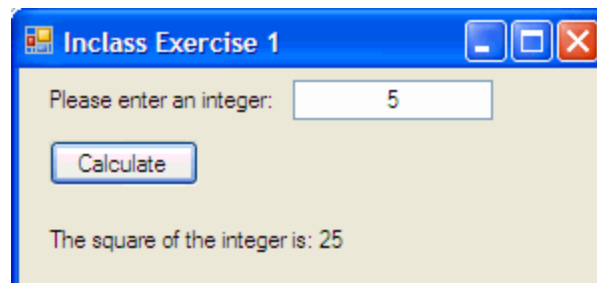 Inclass Exercise 1
Please enter an integer: 5
Calculate
The square of the integer is: 25